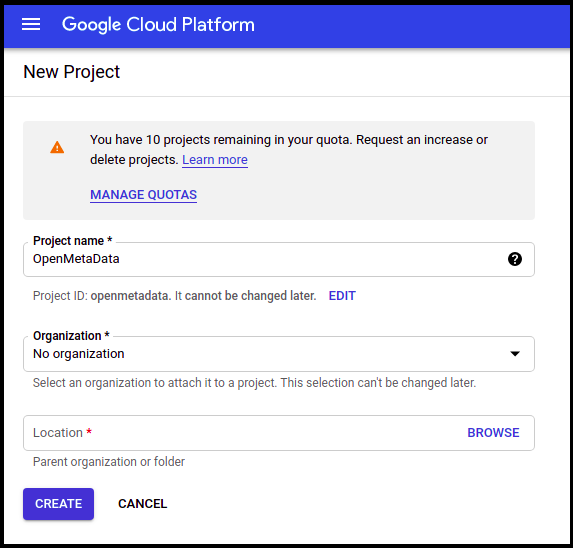 Google Cloud Platform
New Project
You have 10 projects remaining in your quota. Request an increase or
delete projects. Learn more
MANAGE QUOTAS
Project name *
OpenMetaData
Project ID: openmetadata. It cannot be changed later. EDIT
Organization *
No organization
Select an organization to attach it to a project. This selection can't be changed later.
Location * BROWSE
Parent organization or folder
CREATE CANCEL